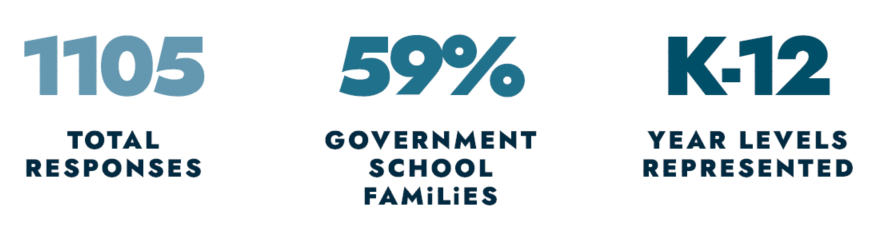 1105
TOTAL
RESPONSES
59%
GOVERNMENT
SCHOOL
FAMiLiES
K-12
YEAR LEVELS
REPRESENTED